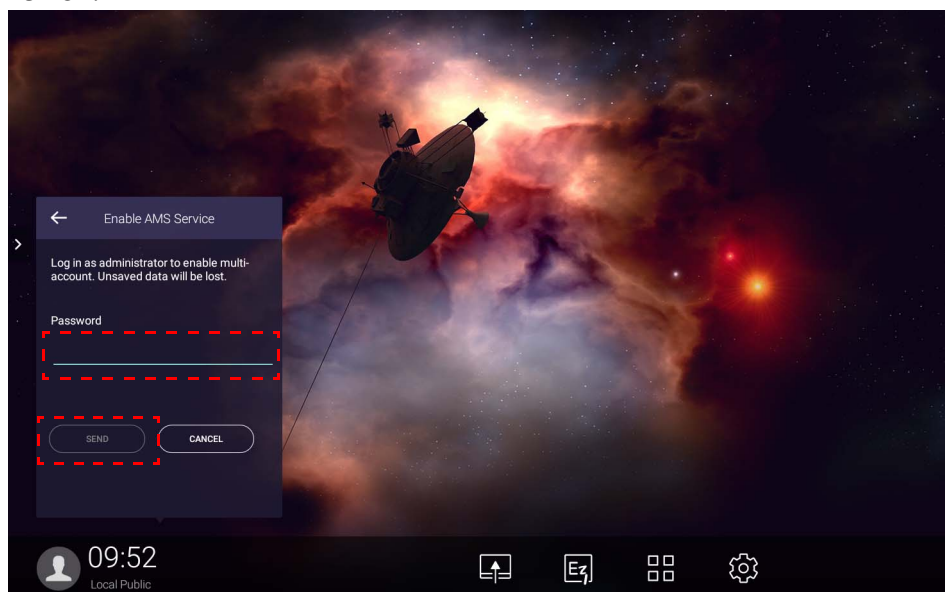 Enable AMS Service
Log in as administrator to enable multi-
account. Unsaved data will be lost.
Password
SEND
CANCEL
09:52
Local Public